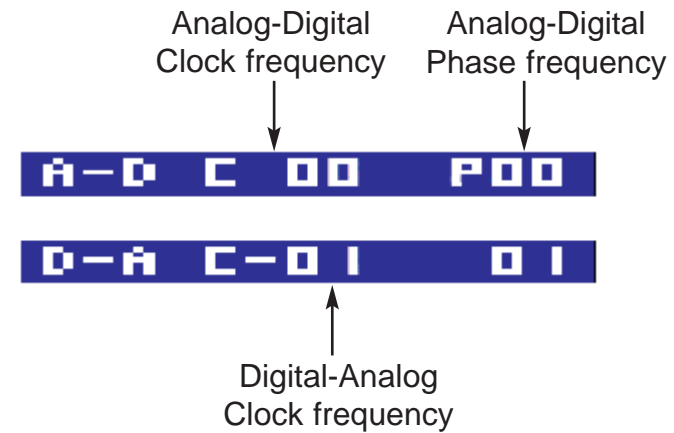 Analog-Digital Analog-Digital
Clock frequency Phase frequency
A-D C 00 P00
D-A C-01 01
Digital-Analog
Clock frequency